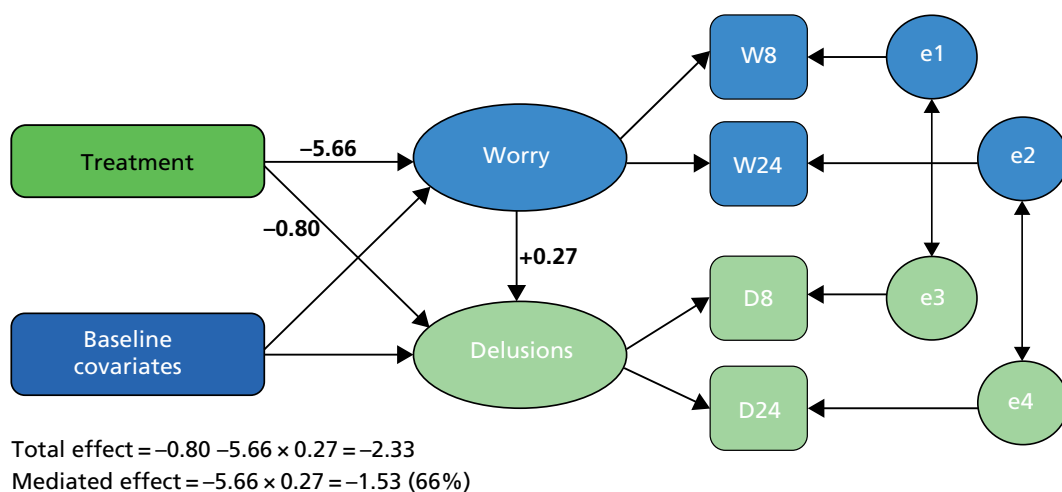 W8
e1
Treatment
–5.66
Worry
W24
e2
–0.80
+0.27
D8
e3
Baseline
covariates
Delusions
D24
e4
Total effect = –0.80 –5.66 × 0.27 = –2.33
Mediated effect = –5.66 × 0.27 = –1.53 (66%)